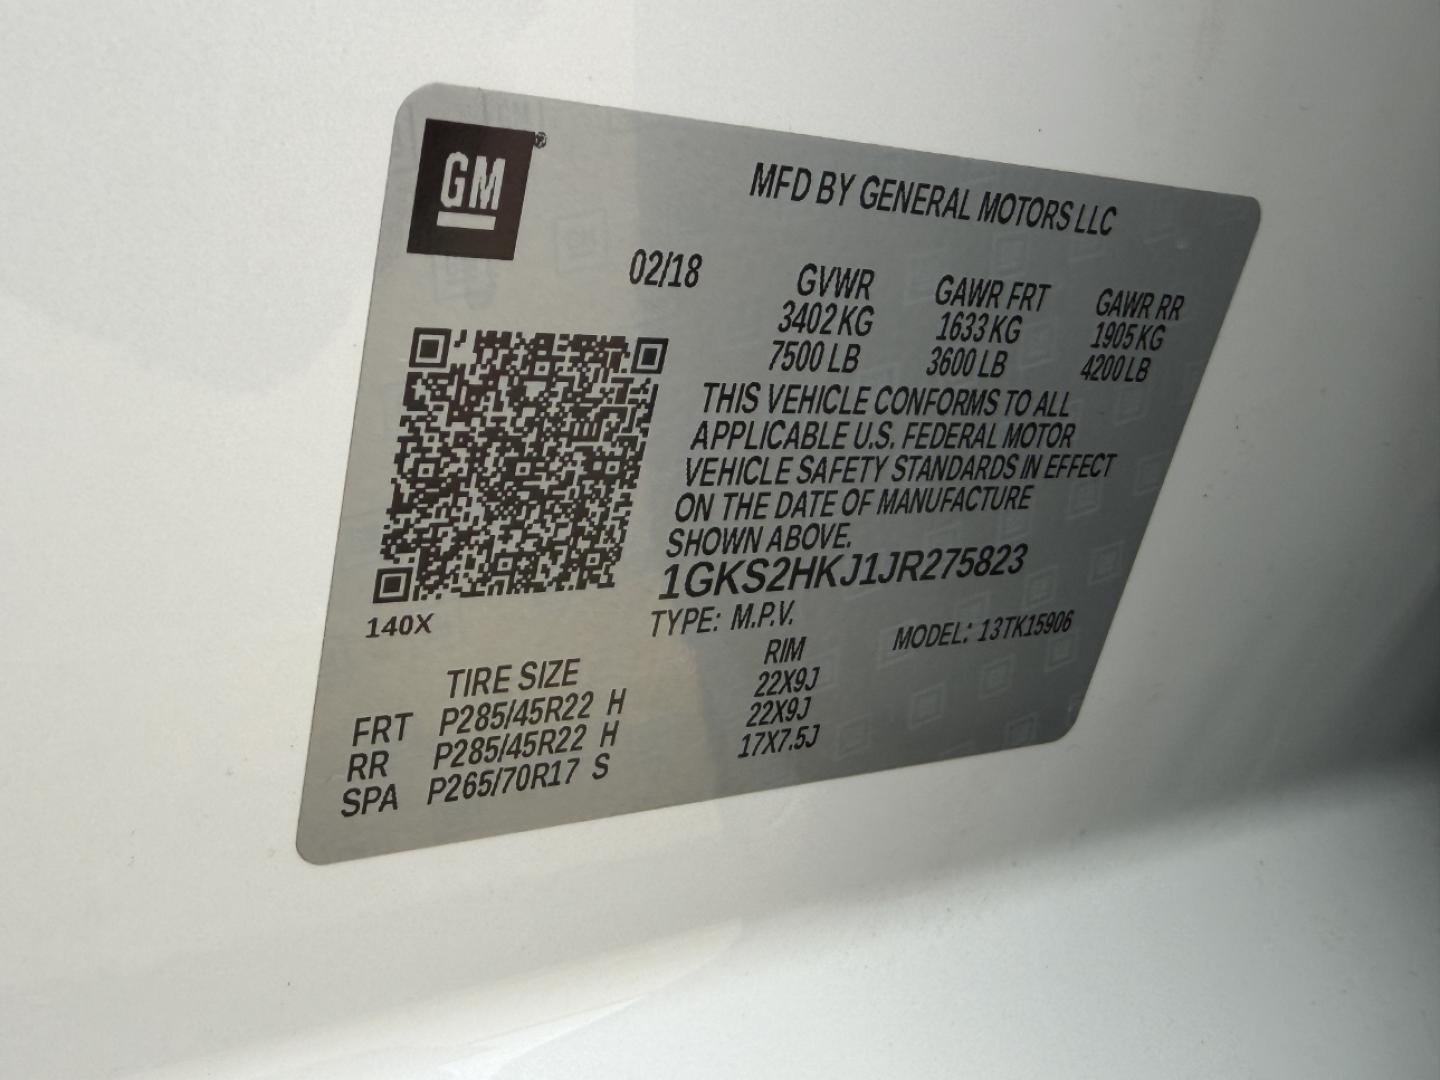 GM®
MFD BY GENERAL MOTORS LLC
02/18 GVWR GAWR FRT GAWR RR
3402 KG 1633 KG 1905 KG
7500 LB 3600 LB 4200 LB
THIS VEHICLE CONFORMS TO ALL
APPLICABLE U.S. FEDERAL MOTOR
VEHICLE SAFETY STANDARDS IN EFFECT
ON THE DATE OF MANUFACTURE
SHOWN ABOVE.
1GKS2HKJ1JR275823
140X
TYPE: M.P.V. MODEL: 13TK15906
TIRE SIZE RIM
FRT P285/45R22 H 22X9J
RR P285/45R22 H 22X9J
SPA P265/70R17 S 17X7.5J